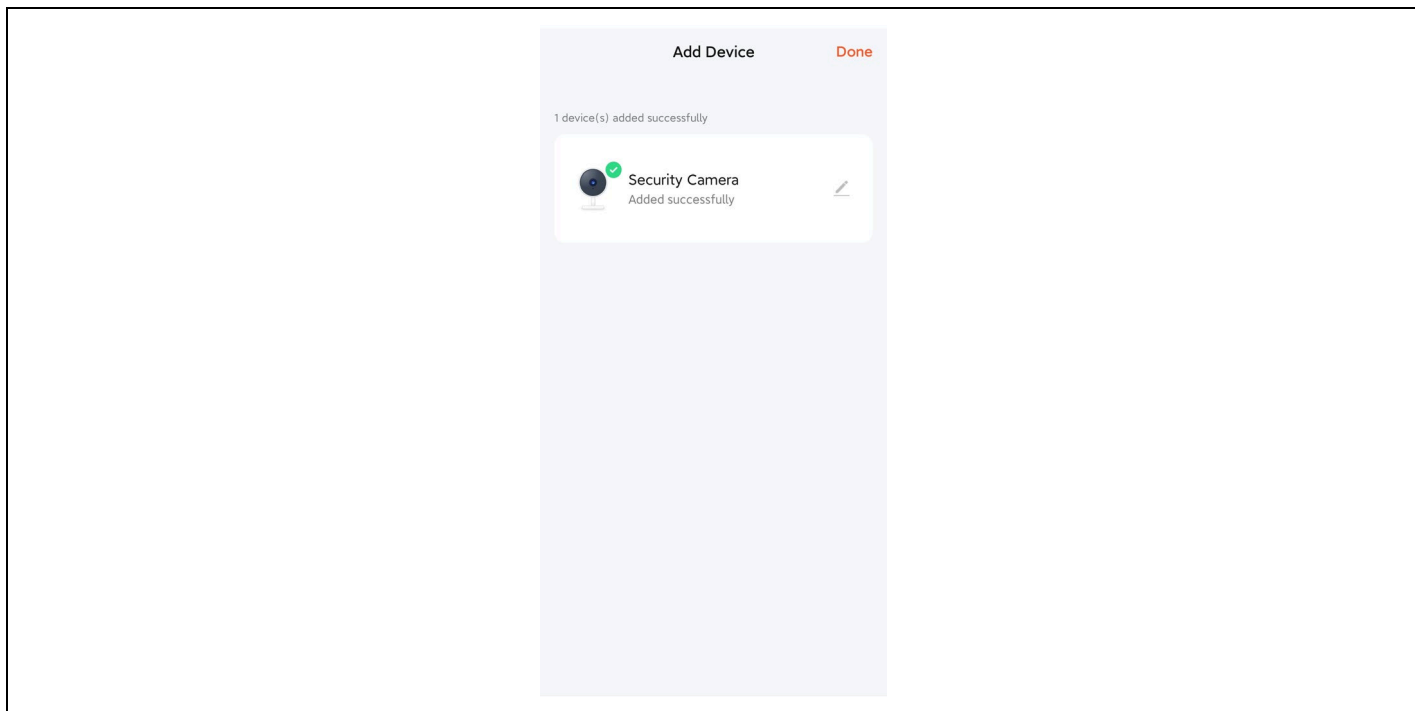 Add Device
Done
1 device(s) added successfully
Security Camera
Added successfully